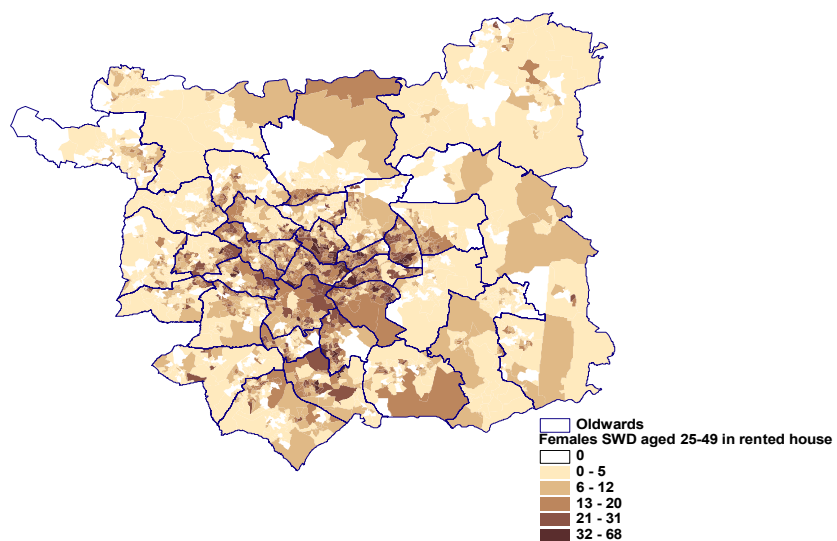 Oldwards
Females SWD aged 25-49 in rented house
0
0 - 5
6 - 12
13 - 20
21 - 31
32 - 68